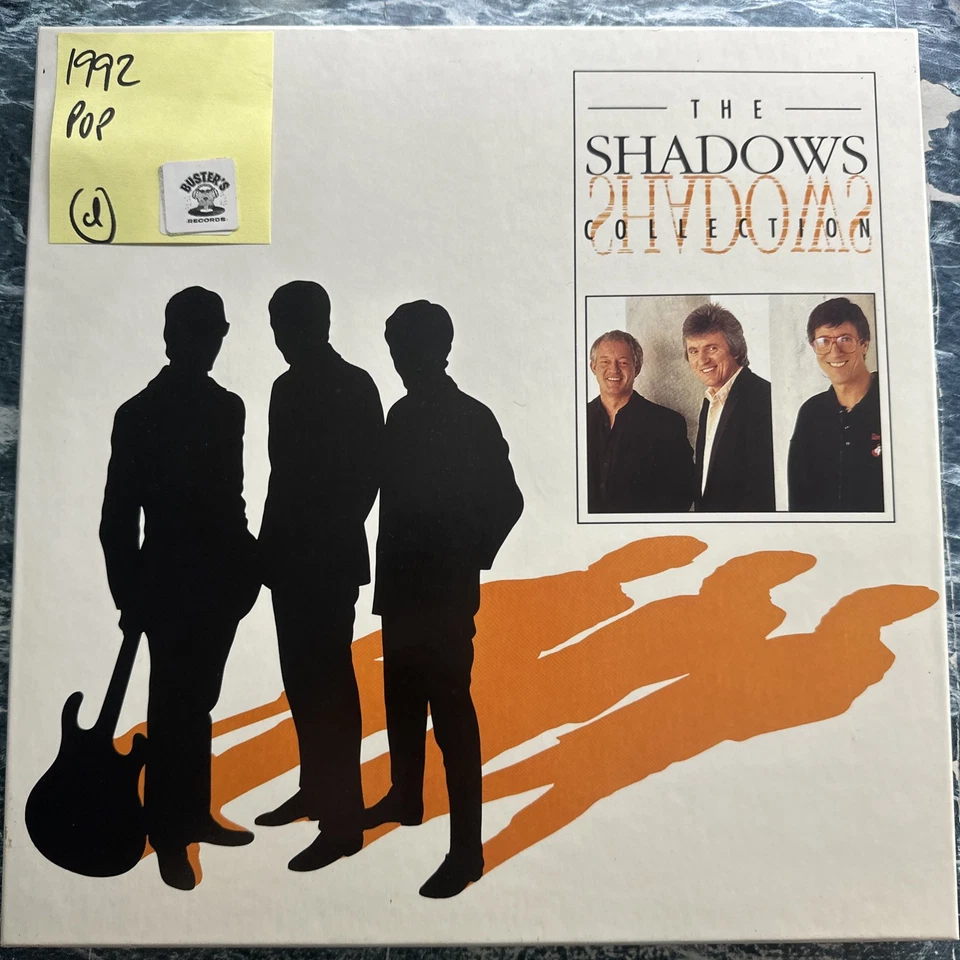 1992
POP
(d)
BUSTER'S
RECORDS
THE
SHADOWS
SHADOWS
COLLECTION